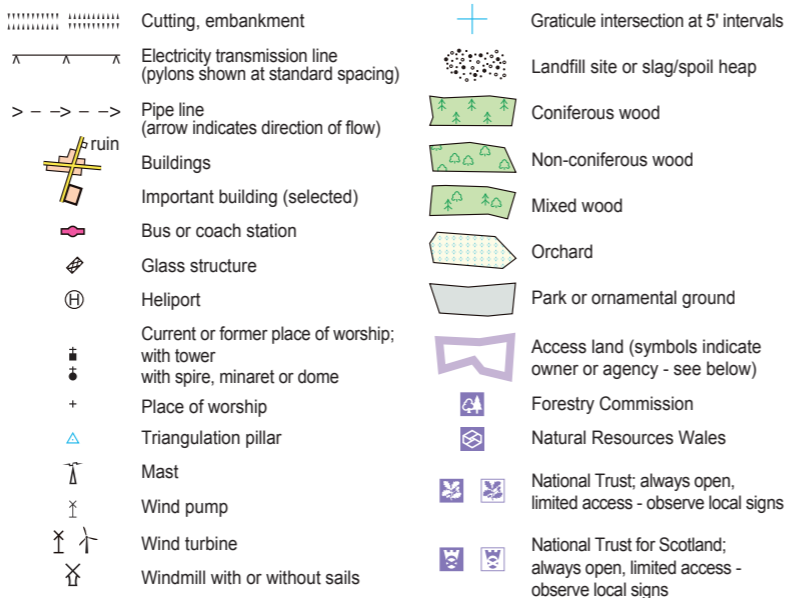 Cutting, embankment
Electricity transmission line
(pylons shown at standard spacing)
Pipe line
(arrow indicates direction of flow)
ruin
Buildings
Important building (selected)
Bus or coach station
Glass structure
H
Heliport
Current or former place of worship;
with tower
with spire, minaret or dome
Place of worship
Triangulation pillar
Mast
Wind pump
Wind turbine
Windmill with or without sails
Graticule intersection at 5' intervals
Landfill site or slag/spoil heap
Coniferous wood
Non-coniferous wood
Mixed wood
Orchard
Park or ornamental ground
Access land (symbols indicate
owner or agency - see below)
Forestry Commission
Natural Resources Wales
National Trust; always open,
limited access - observe local signs
National Trust for Scotland;
always open, limited access -
observe local signs